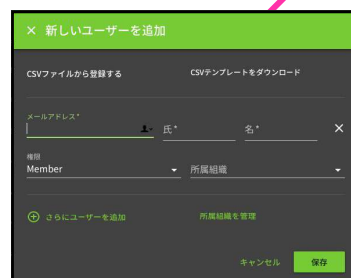 × 新しいユーザーを追加
CSVファイルから登録する CSVテンプレートをダウンロード
メールアドレス*
氏* 名* ×
権限
Member 所属組織
さらにユーザーを追加 所属組織を管理
キャンセル 保存